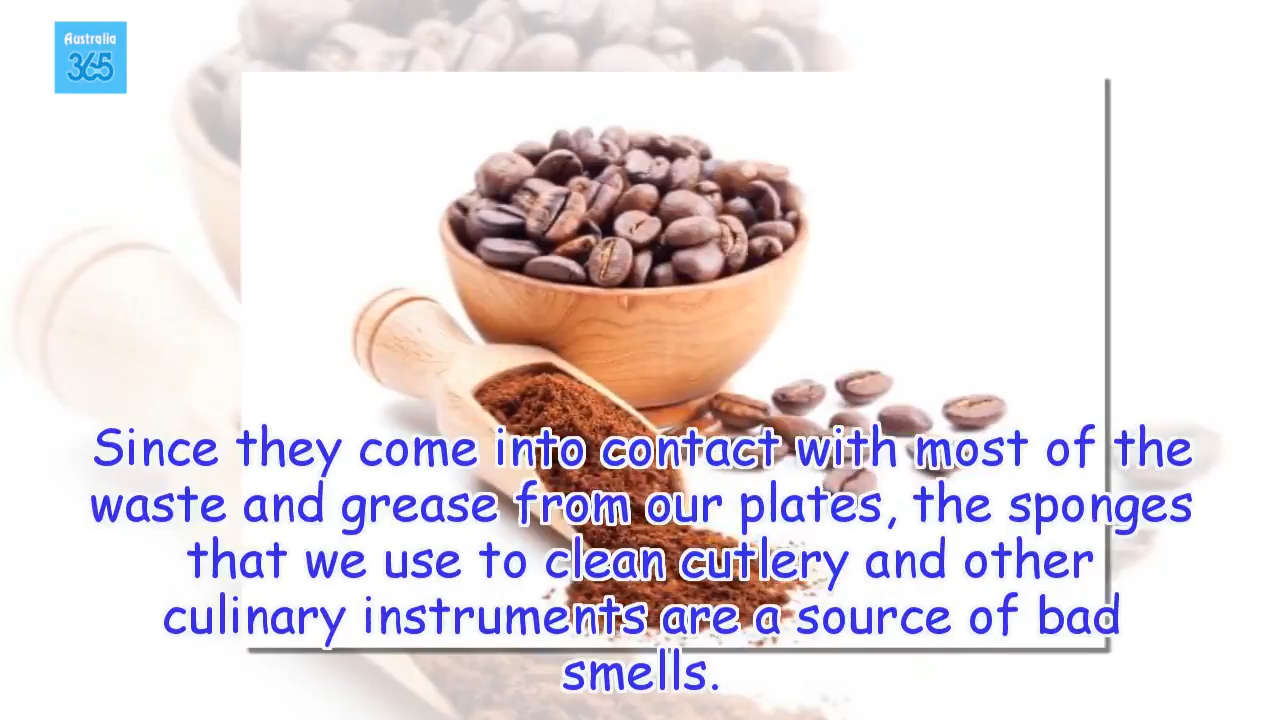 Australia
365
Since they come into contact with most of the
waste and grease from our plates, the sponges
that we use to clean cutlery and other
culinary instruments are a source of bad
smells.